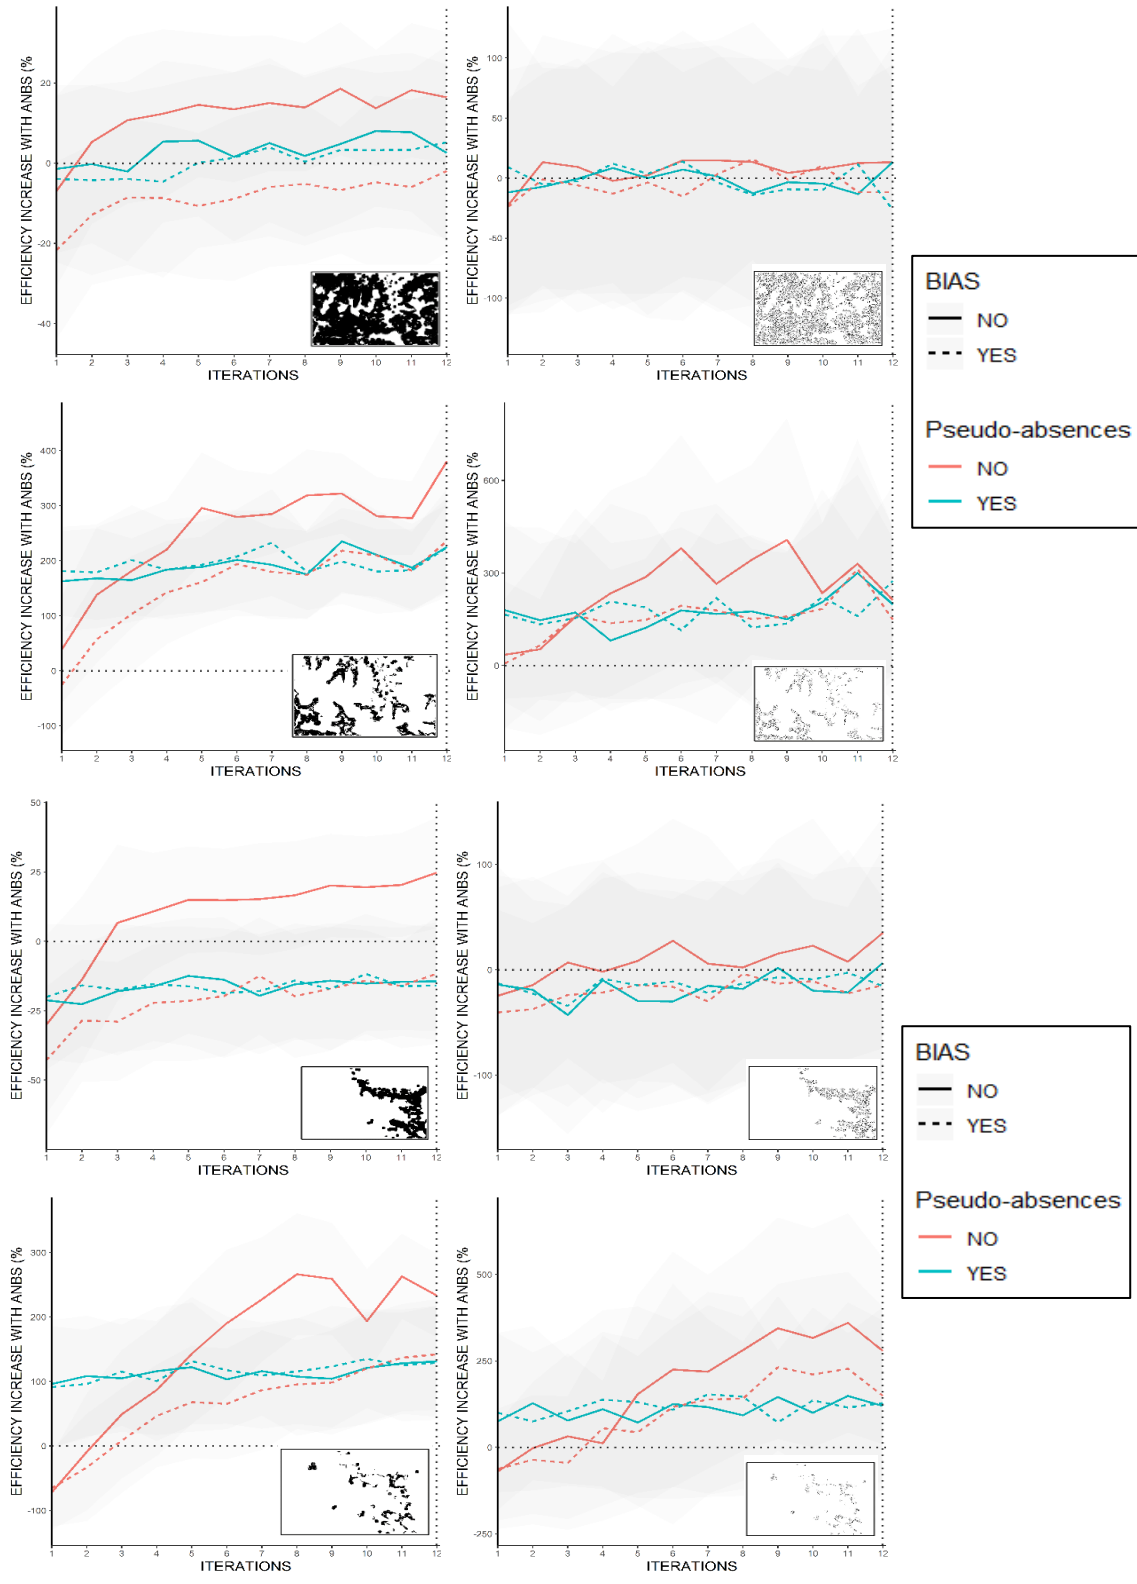 EFFICIENCY INCREASE WITH ANBS (%
20
0
-20
-40
1 2 3 4 5 6 7 8 9 10 11 12
ITERATIONS
EFFICIENCY INCREASE WITH ANBS (%
100
50
0
-50
-100
1 2 3 4 5 6 7 8 9 10 11 12
ITERATIONS
BIAS
NO
YES
Pseudo-absences
NO
YES
EFFICIENCY INCREASE WITH ANBS (%
400
300
200
100
0
-100
1 2 3 4 5 6 7 8 9 10 11 12
ITERATIONS
EFFICIENCY INCREASE WITH ANBS (%
600
300
0
1 2 3 4 5 6 7 8 9 10 11 12
ITERATIONS
EFFICIENCY INCREASE WITH ANBS (%
50
25
0
-25
-50
1 2 3 4 5 6 7 8 9 10 11 12
ITERATIONS
EFFICIENCY INCREASE WITH ANBS (%
100
0
-100
1 2 3 4 5 6 7 8 9 10 11 12
ITERATIONS
BIAS
NO
YES
Pseudo-absences
NO
YES
EFFICIENCY INCREASE WITH ANBS (%
300
200
100
0
-100
1 2 3 4 5 6 7 8 9 10 11 12
ITERATIONS
EFFICIENCY INCREASE WITH ANBS (%
500
250
0
-250
1 2 3 4 5 6 7 8 9 10 11 12
ITERATIONS